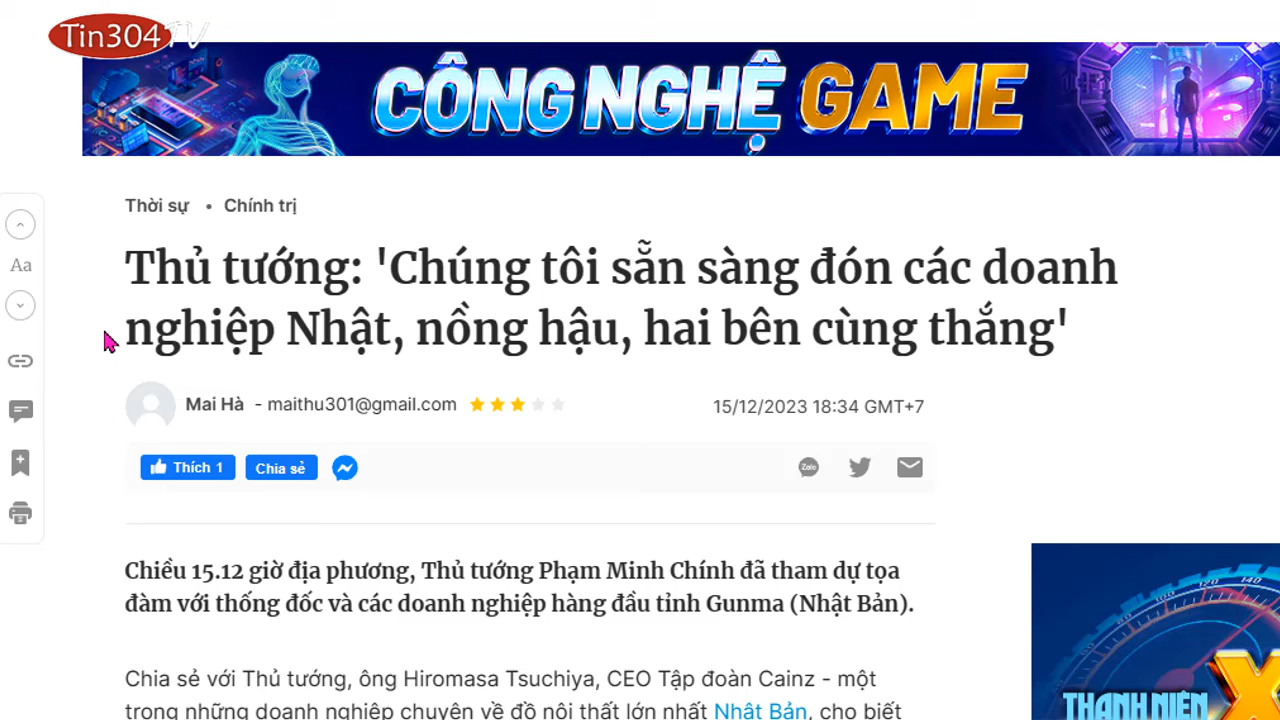 Tin304TV
CÔNG NGHỆ GAME
Thời sự • Chính trị
Thủ tướng: 'Chúng tôi sẵn sàng đón các doanh
nghiệp Nhật, nồng hậu, hai bên cùng thắng'
Aa
Mai Hà - maithu301@gmail.com
15/12/2023 18:34 GMT+7
Thích 1
Chia sẻ
Zalo
Chiều 15.12 giờ địa phương, Thủ tướng Phạm Minh Chính đã tham dự tọa
đàm với thống đốc và các doanh nghiệp hàng đầu tỉnh Gunma (Nhật Bản).
120 140
Chia sẻ với Thủ tướng, ông Hiromasa Tsuchiya, CEO Tập đoàn Cainz - một
trong những doanh nghiệp chuyên về đồ nội thất lớn nhất Nhật Bản, cho biết
THANH NIÊN
X